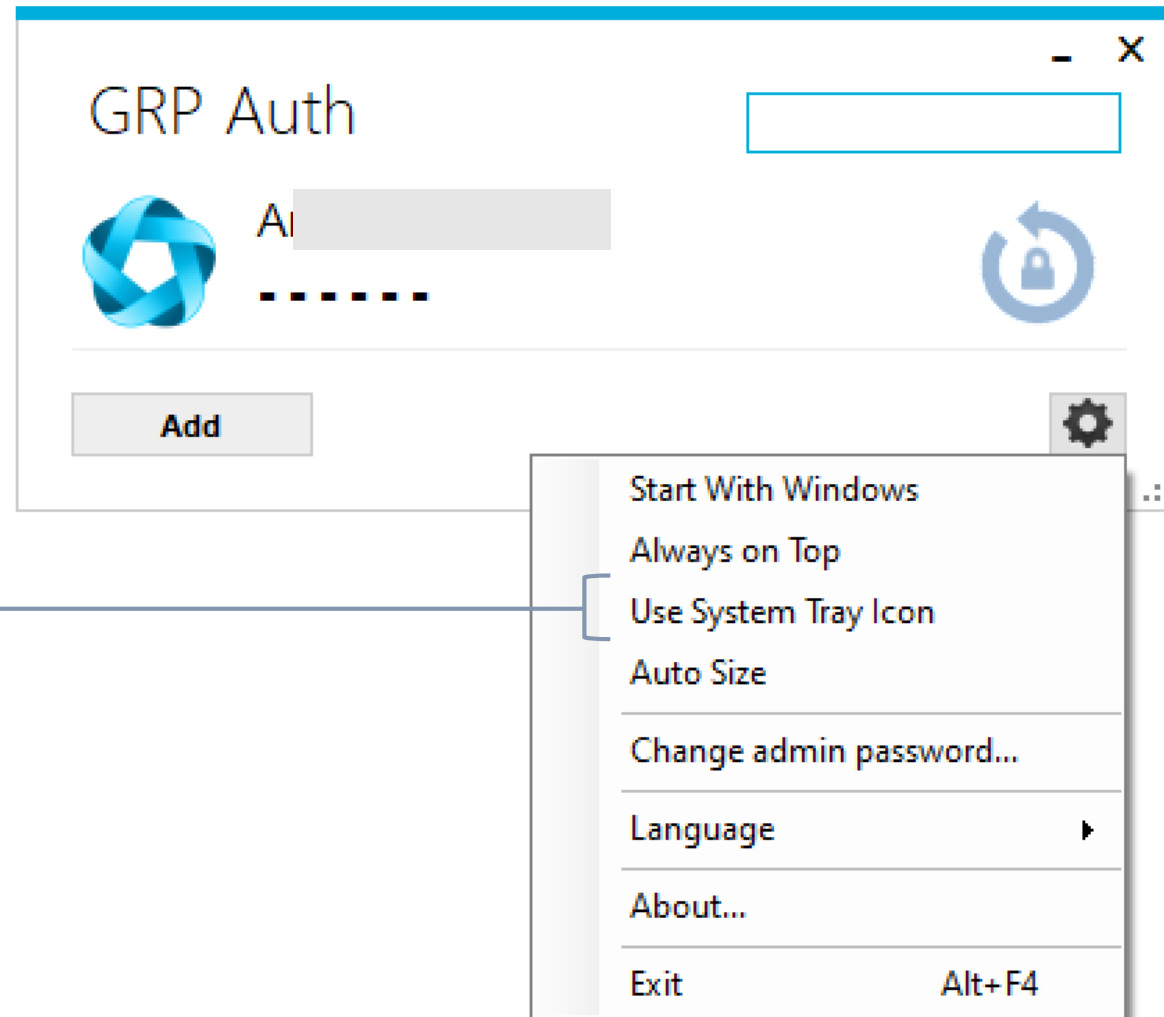 GRP Auth
------
Add
Start With Windows
Always on Top
Use System Tray Icon
Auto Size
Change admin password...
Language
About...
Exit Alt+F4